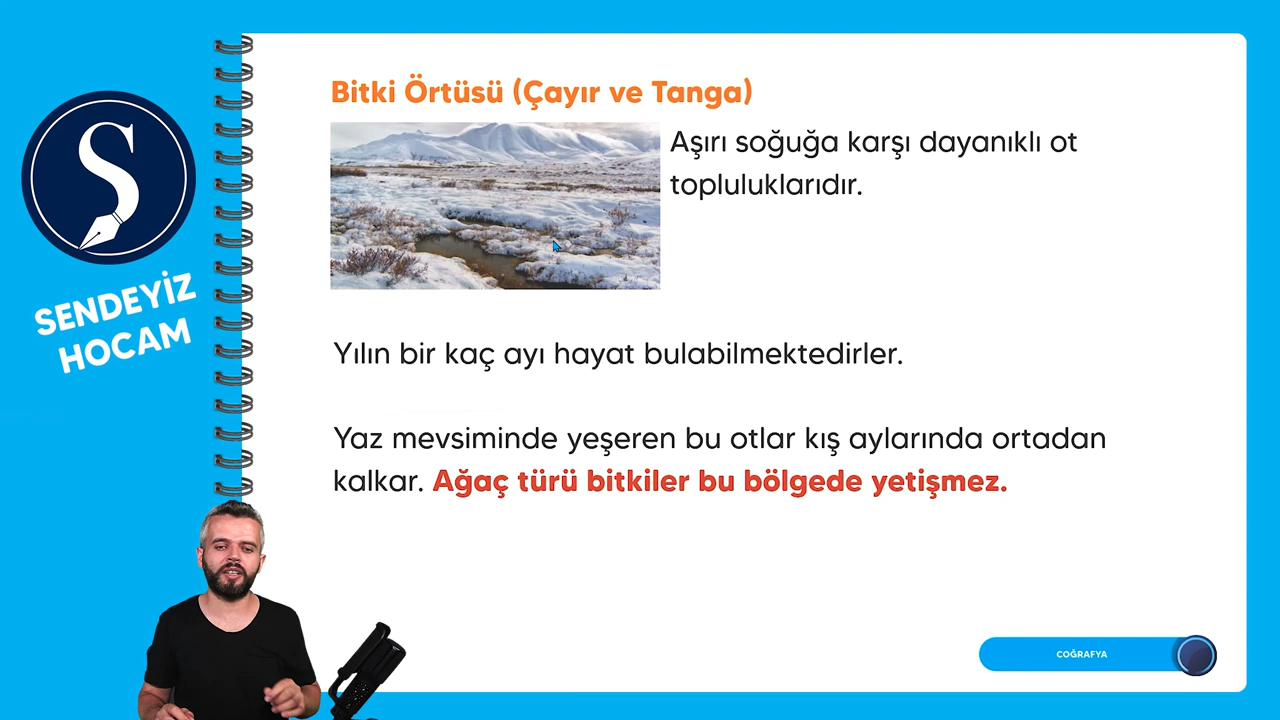 S
SENDEYİZ
HOCAM
Bitki Örtüsü (Çayır ve Tanga)
Aşırı soğuğa karşı dayanıklı ot
topluluklarıdır.
Yılın bir kaç ayı hayat bulabilmektedirler.
Yaz mevsiminde yeşeren bu otlar kış aylarında ortadan
kalkar. Ağaç türü bitkiler bu bölgede yetişmez.
COĞRAFYA